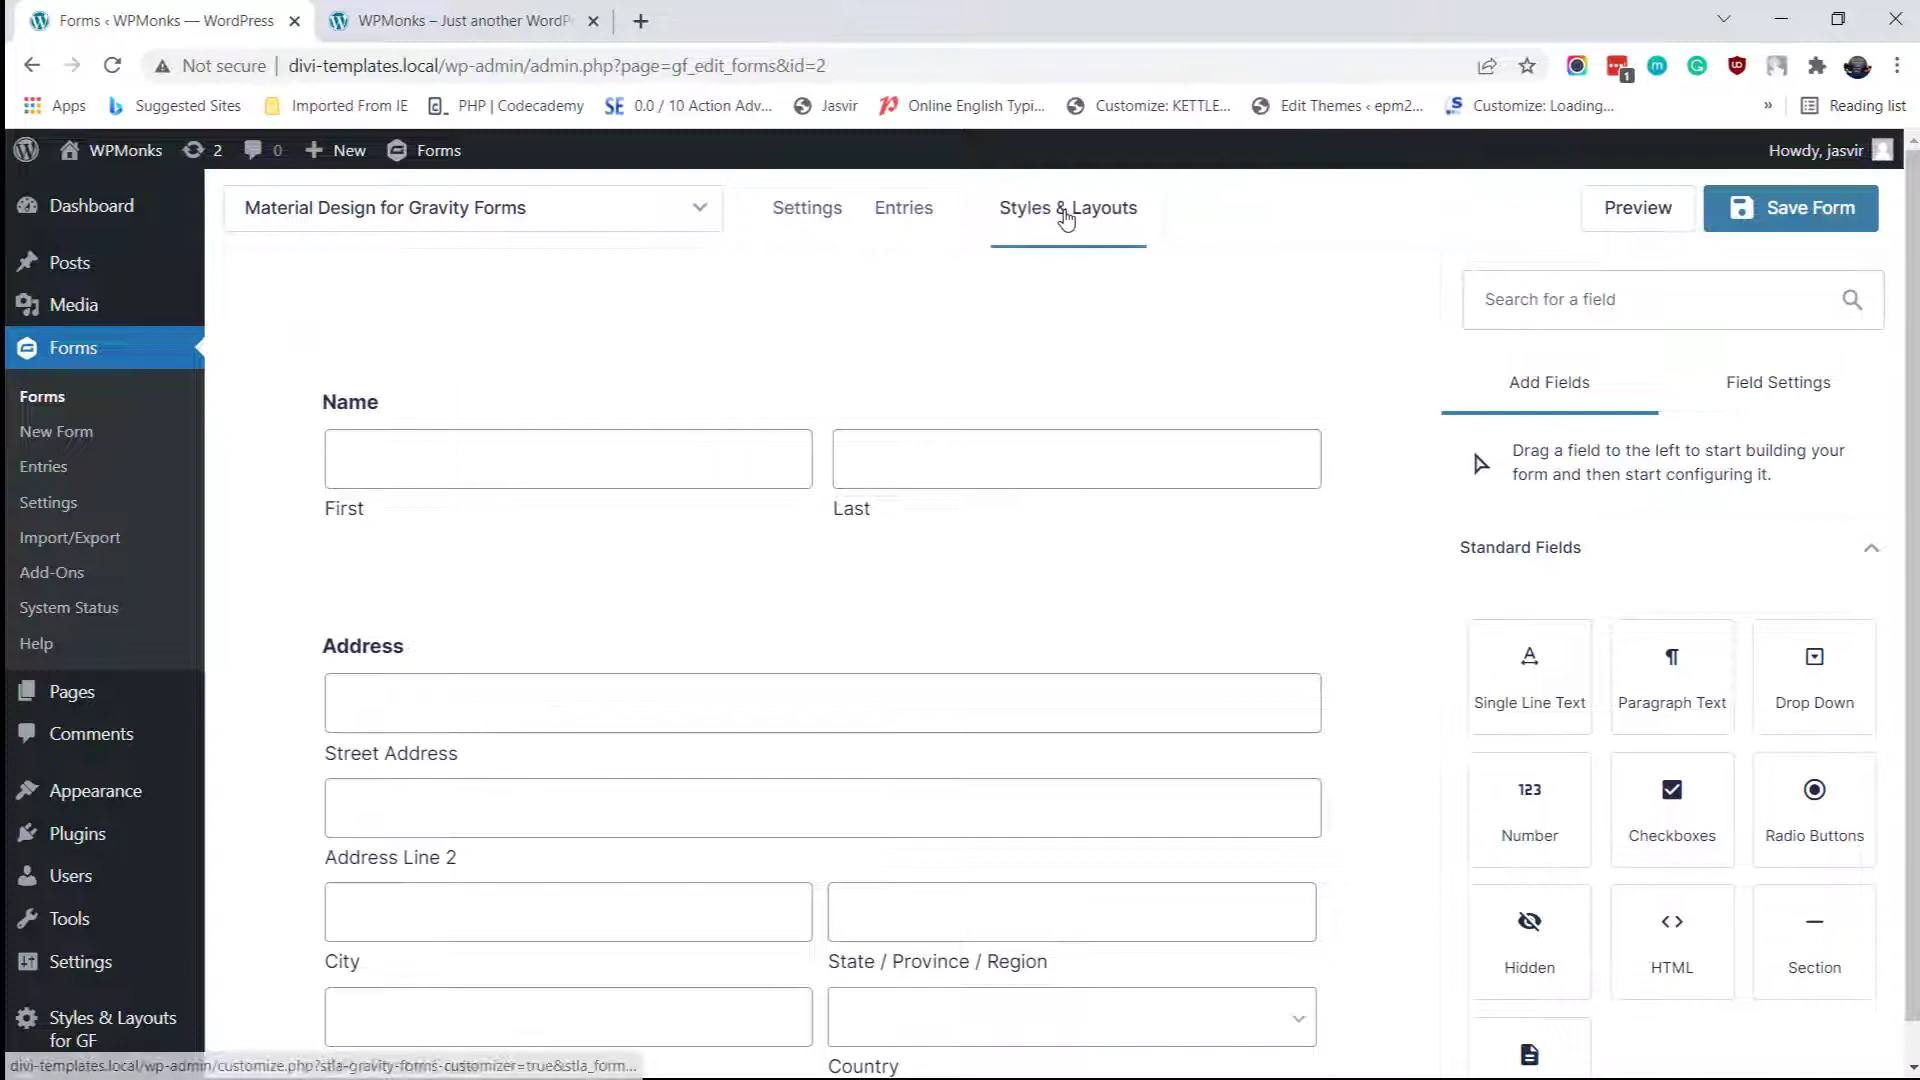 Forms ‹ WPMonks — WordPress
WPMonks – Just another WordP
Not secure
divi-templates.local/wp-admin/admin.php?page=gf_edit_forms&id=2
1
Apps
Suggested Sites
Imported From IE
PHP | Codecademy
SE
0.0 / 10 Action Adv...
Jasvir
Online English Typi...
Customize: KETTLE...
Edit Themes ‹ epm2...
Customize: Loading...
»
Reading list
WPMonks
2
0
New
Forms
Howdy, jasvir
Dashboard
Posts
Media
Forms
Forms
New Form
Entries
Settings
Import/Export
Add-Ons
System Status
Help
Pages
Comments
Appearance
Plugins
Users
Tools
Settings
Styles & Layouts
for GF
Material Design for Gravity Forms
Settings
Entries
Styles & Layouts
Preview
Save Form
Name
First
Last
Address
Street Address
Address Line 2
City
State / Province / Region
Country
Search for a field
Add Fields
Field Settings
Drag a field to the left to start building your
form and then start configuring it.
Standard Fields
Single Line Text
Paragraph Text
Drop Down
123
Number
Checkboxes
Radio Buttons
Hidden
HTML
Section
divi-templates.local/wp-admin/customize.php?stla-gravity-forms-customizer=true&stla_form...